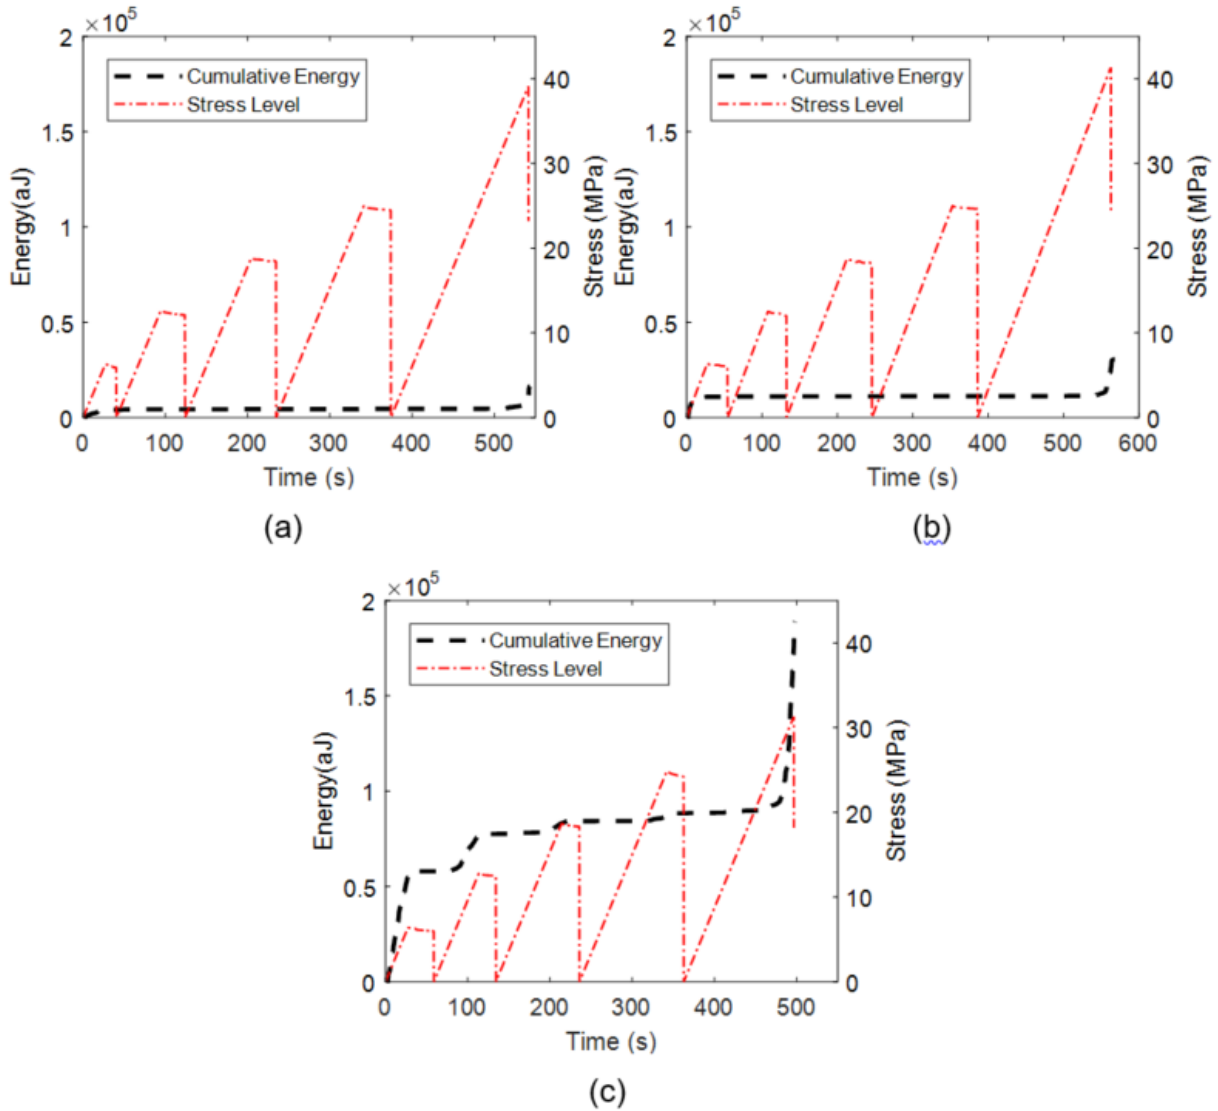 ×10⁵
2
1.5
1
0.5
0
Energy(aJ)
Cumulative Energy
Stress Level
40
30
20
10
0
Stress (MPa)
0 100 200 300 400 500
Time (s)
(a)
×10⁵
2
1.5
1
0.5
0
Energy(aJ)
Cumulative Energy
Stress Level
40
30
20
10
0
Stress (MPa)
0 100 200 300 400 500 600
Time (s)
(b)
×10⁵
2
1.5
1
0.5
0
Energy(aJ)
Cumulative Energy
Stress Level
40
30
20
10
0
Stress (MPa)
0 100 200 300 400 500
Time (s)
(c)